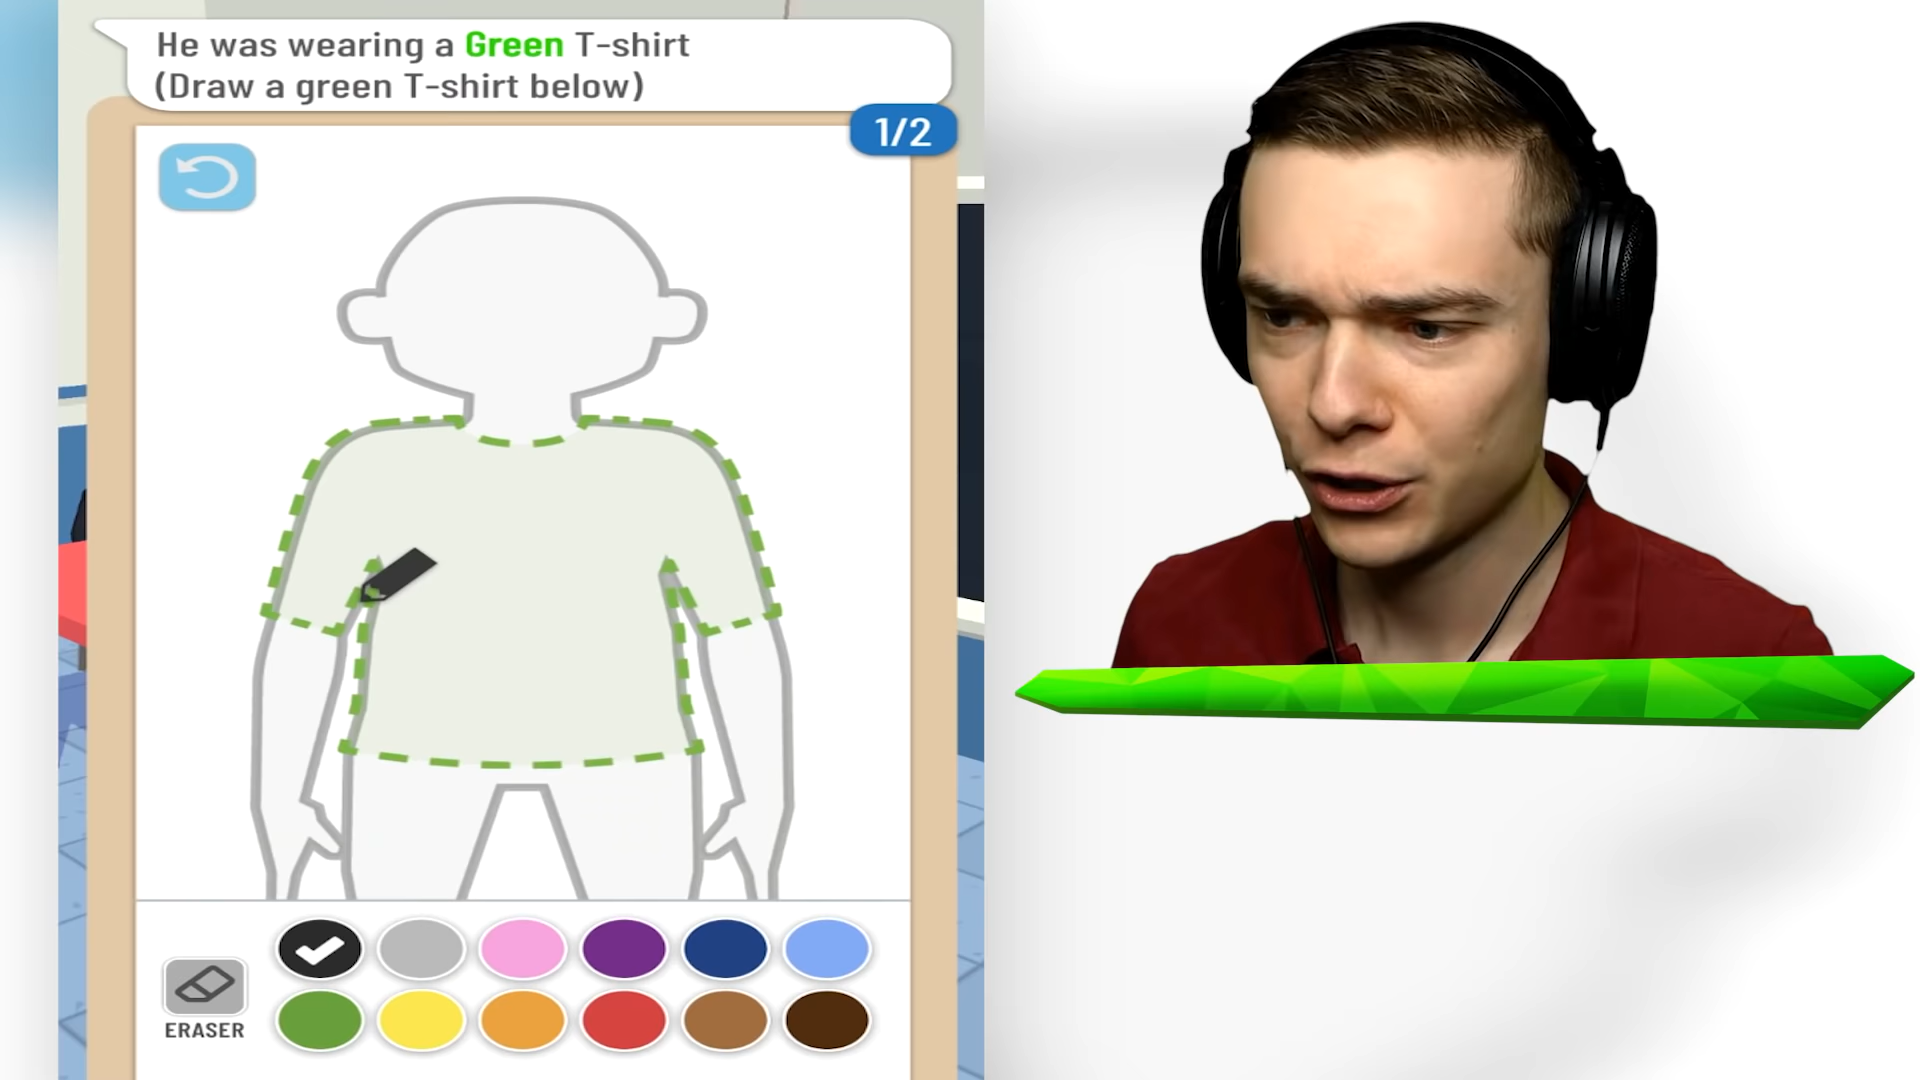 He was wearing a Green T-shirt
(Draw a green T-shirt below)
1/2
ERASER